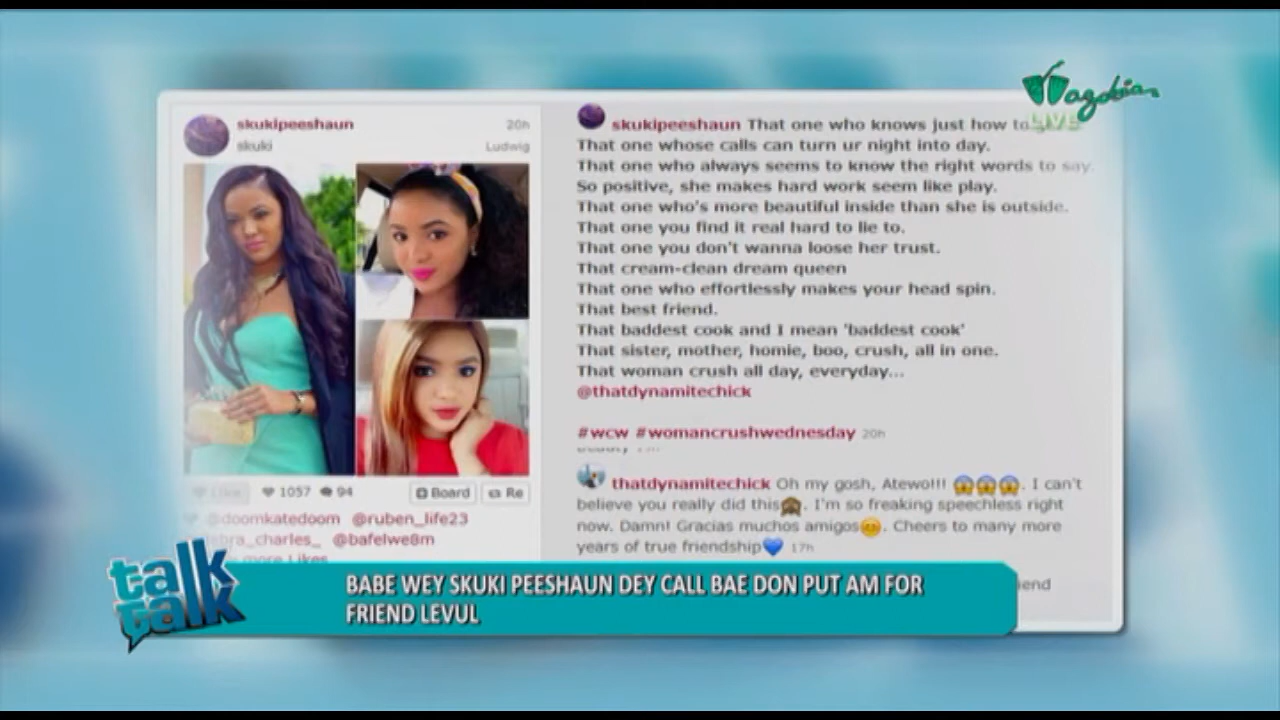 Wazobia
LIVE
skukipeeshaun
20h
skuki
Ludwig
Like 1057 94 Board Re
@doomkatedoom @ruben_life23
ebra_charles_ @bafelwe8m
more Likes
skukipeeshaun That one who knows just how to
That one whose calls can turn ur night into day.
That one who always seems to know the right words to say.
So positive, she makes hard work seem like play.
That one who's more beautiful inside than she is outside.
That one you find it real hard to lie to.
That one you don't wanna loose her trust.
That cream-clean dream queen
That one who effortlessly makes your head spin.
That best friend.
That baddest cook and I mean 'baddest cook'
That sister, mother, homie, boo, crush, all in one.
That woman crush all day, everyday...
@thatdynamitechick
#wcw #womancrushwednesday 20h
thatdynamitechick Oh my gosh, Atewo!!! 😱😱😱. I can't
believe you really did this🙈. I'm so freaking speechless right
now. Damn! Gracias muchos amigos😊. Cheers to many more
years of true friendship💙 17h
iend
talk
talk
BABE WEY SKUKI PEESHAUN DEY CALL BAE DON PUT AM FOR
FRIEND LEVUL